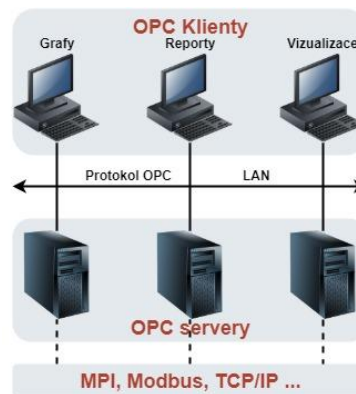 OPC Klienty
Grafy Reporty Vizualizace
Protokol OPC LAN
OPC servery
MPI, Modbus, TCP/IP ...